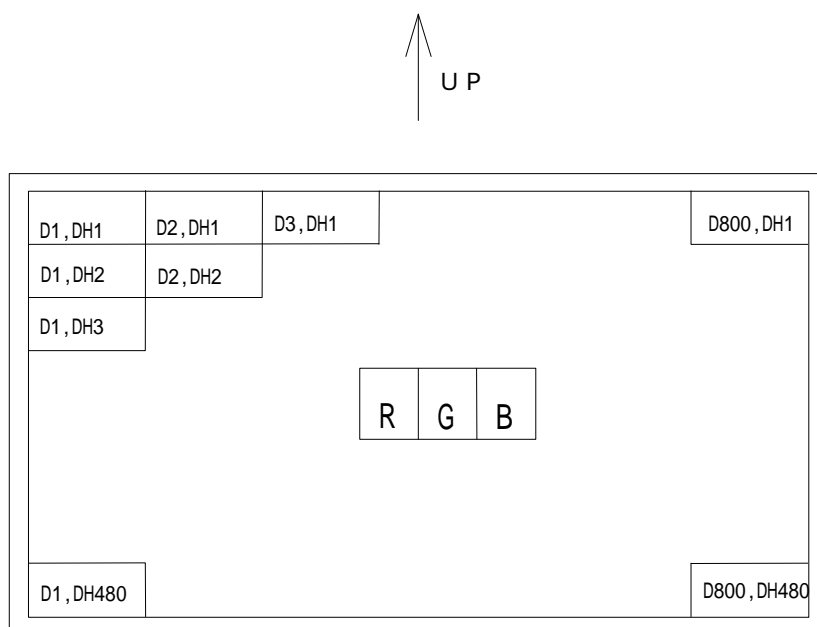 UP
D1,DH1 D2,DH1 D3,DH1 D800,DH1
D1,DH2 D2,DH2
D1,DH3
R G B
D1,DH480 D800,DH480